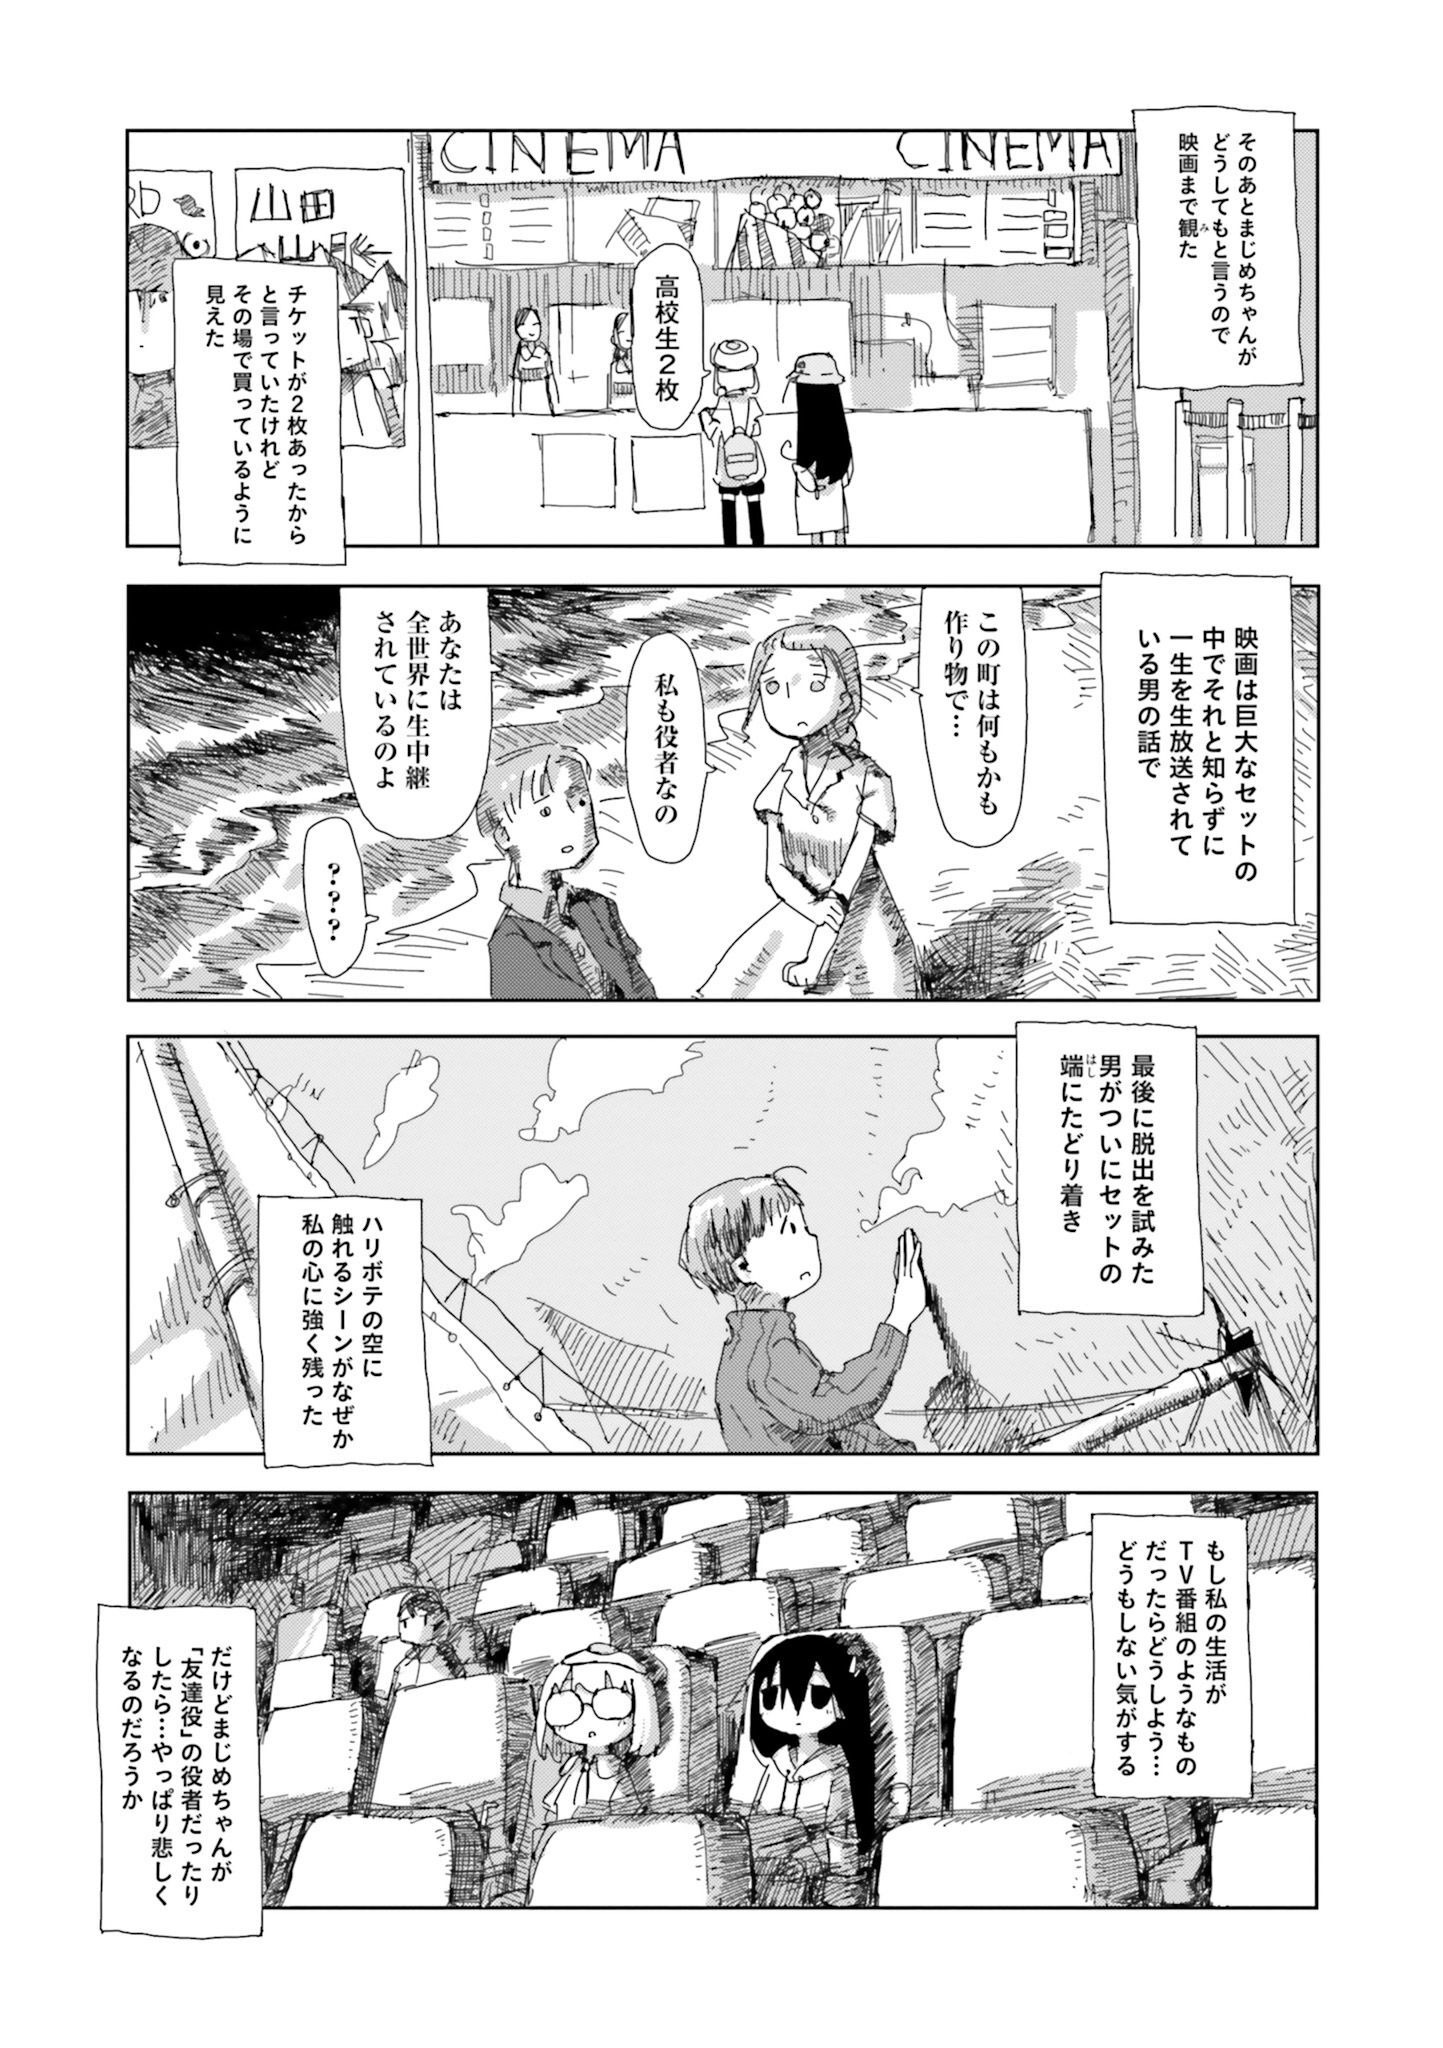 CINEMA
CINEMA
そのあとまじめちゃんが
どうしてもと言うので
映画まで観た
み
高校生2枚
山田
RD
チケットが2枚あったから
と言っていたけれど
その場で買っているように
見えた
映画は巨大なセットの
中でそれと知らずに
一生を生放送されて
いる男の話で
この町は何もかも
作り物で…
私も役者なの
あなたは
全世界に生中継
されているのよ
???
最後に脱出を試みた
男がついにセットの
端にたどり着き
はし
ハリボテの空に
触れるシーンがなぜか
私の心に強く残った
もし私の生活が
TV番組のようなもの
だったらどうしよう…
どうもしない気がする
だけどまじめちゃんが
「友達役」の役者だったり
したら…やっぱり悲しく
なるのだろうか